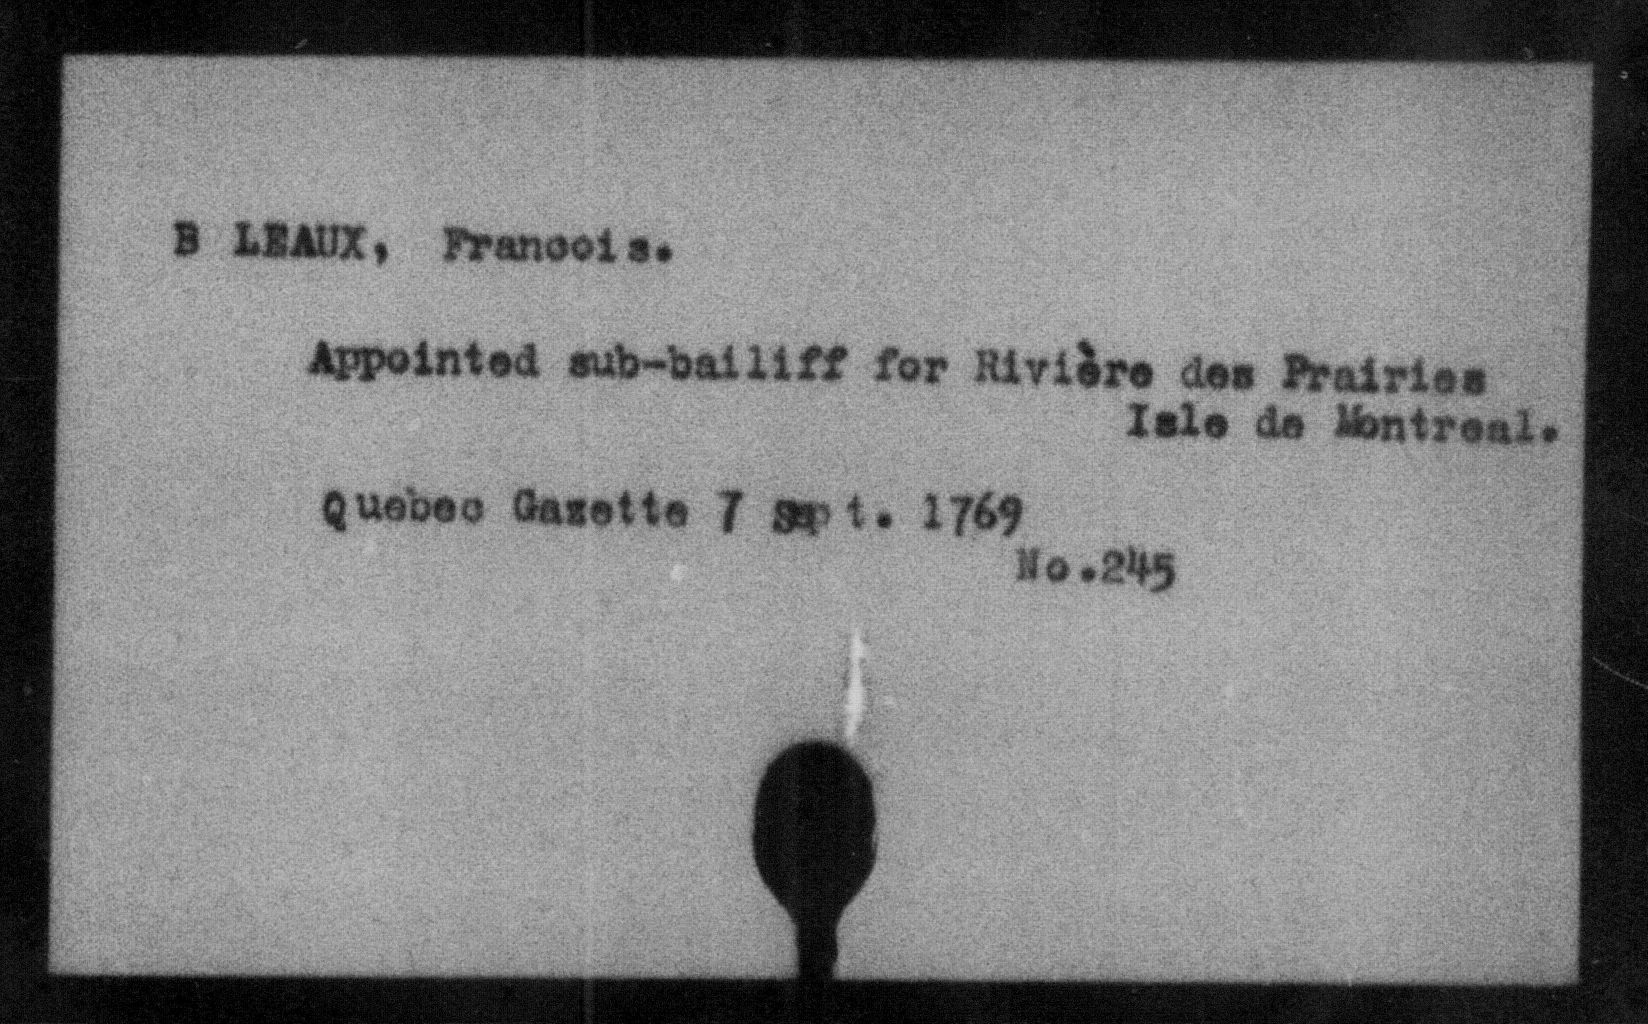 B LEAUX, Francois.
Appointed sub-bailiff for Rivière des Prairies
Isle de Montreal.
Quebec Gazette 7 sept. 1769
No.245